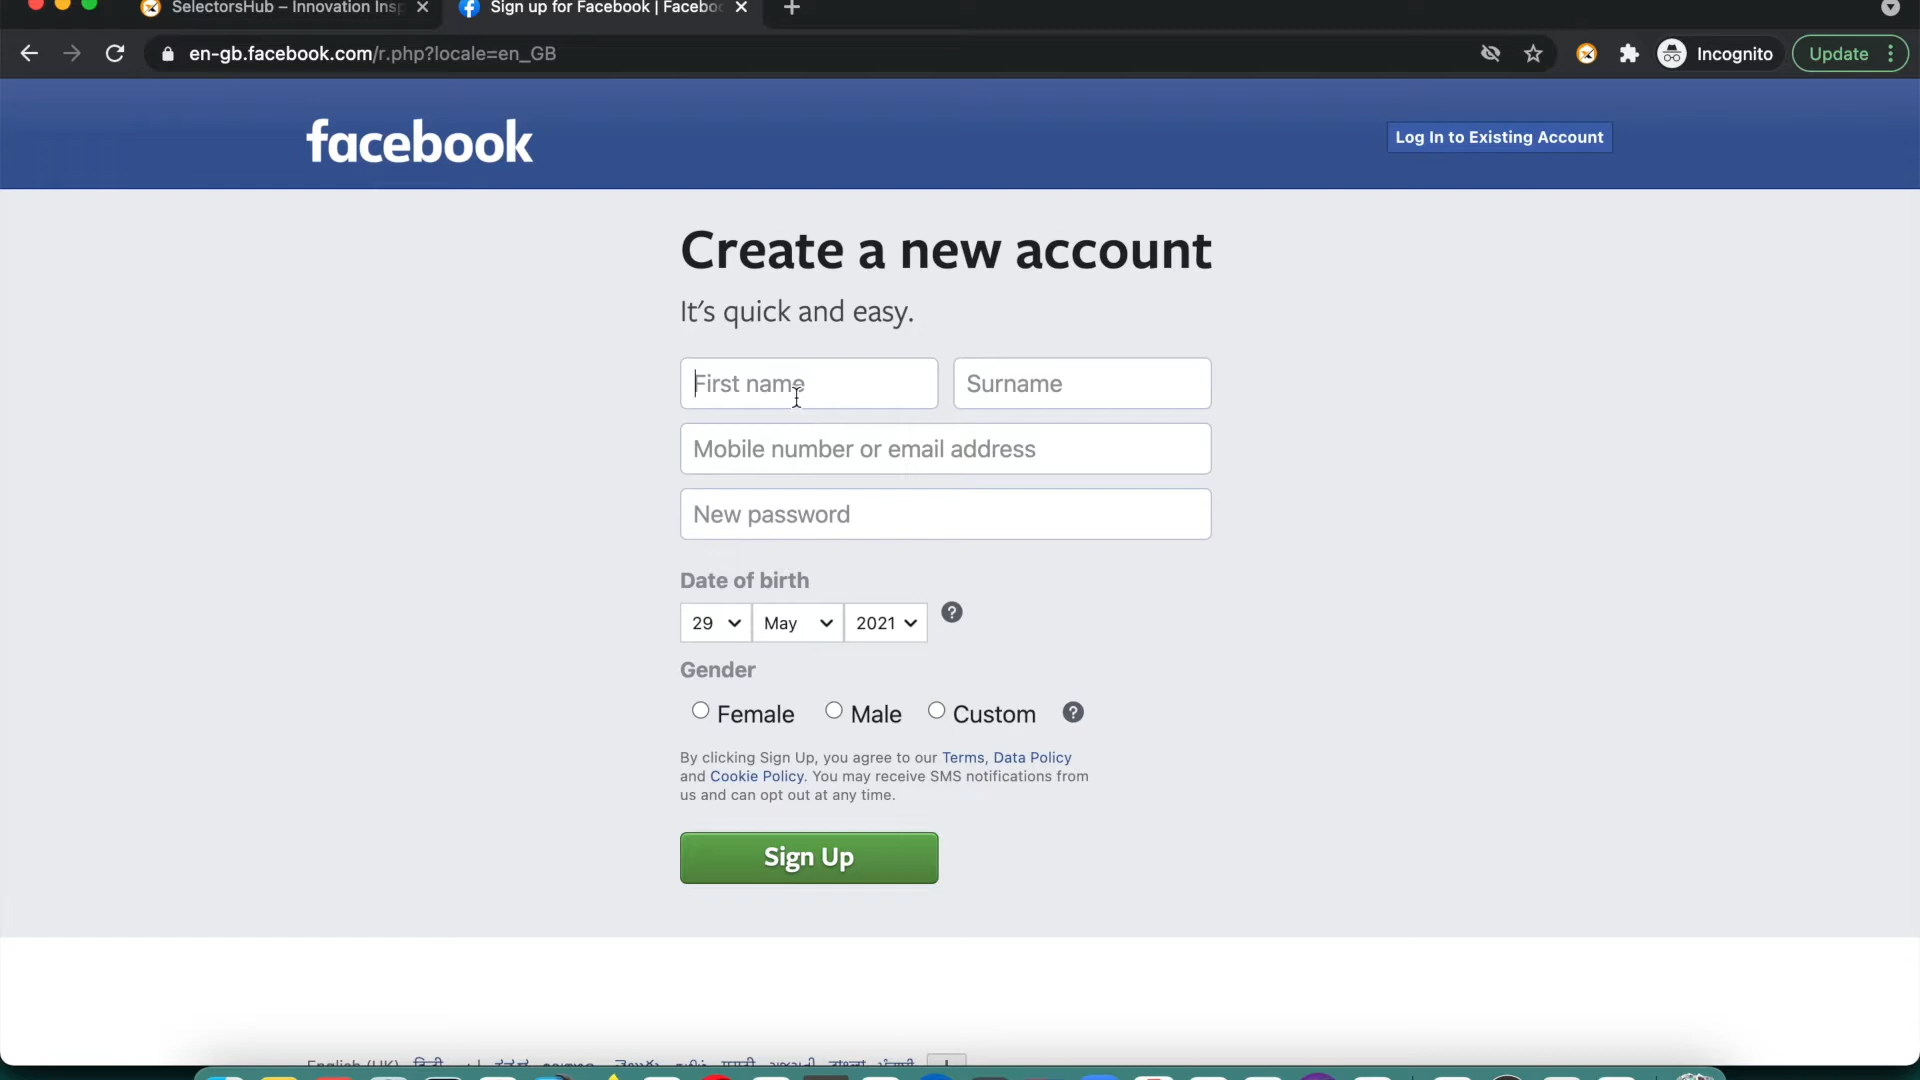 SelectorsHub – Innovation Insp
Sign up for Facebook | Facebo
en-gb.facebook.com/r.php?locale=en_GB
Incognito
Update
facebook
Log In to Existing Account
Create a new account
It's quick and easy.
First name
Surname
Mobile number or email address
New password
Date of birth
29
May
2021
Gender
Female
Male
Custom
By clicking Sign Up, you agree to our Terms, Data Policy
and Cookie Policy. You may receive SMS notifications from
us and can opt out at any time.
Sign Up
English (UK)